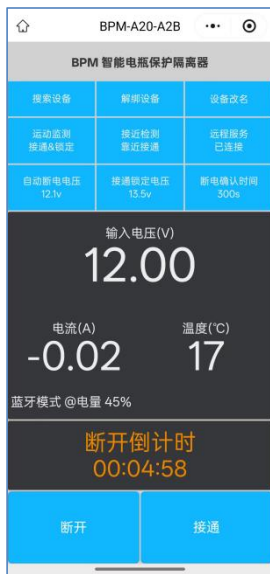 BPM-A20-A2B
BPM 智能电瓶保护隔离器
搜索设备
解绑设备
设备改名
运动监测
接通&锁定
接近检测
靠近接通
远程服务
已连接
自动断电电压
12.1v
接通锁定电压
13.5v
断电确认时间
300s
输入电压(V)
12.00
电流(A)
温度(℃)
-0.02
17
蓝牙模式 @电量 45%
断开倒计时
00:04:58
断开
接通